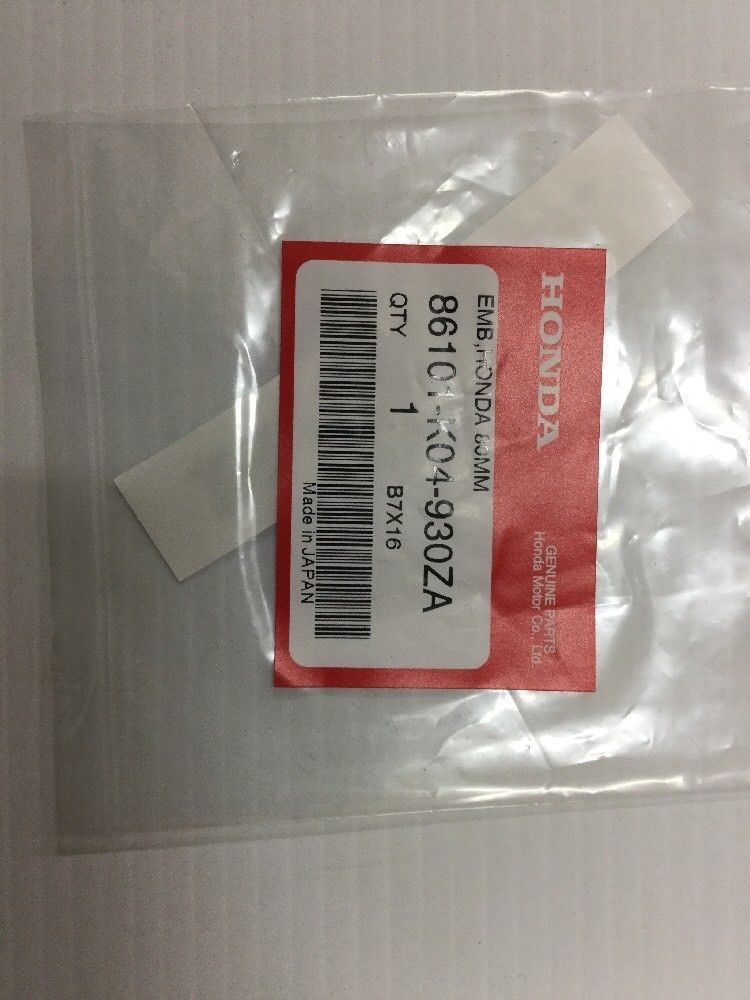 HONDA
GENUINE PARTS
Honda Motor Co., Ltd.
EMB,HONDA 80MM
86101-K04-930ZA
QTY 1 B7X16
Made in JAPAN